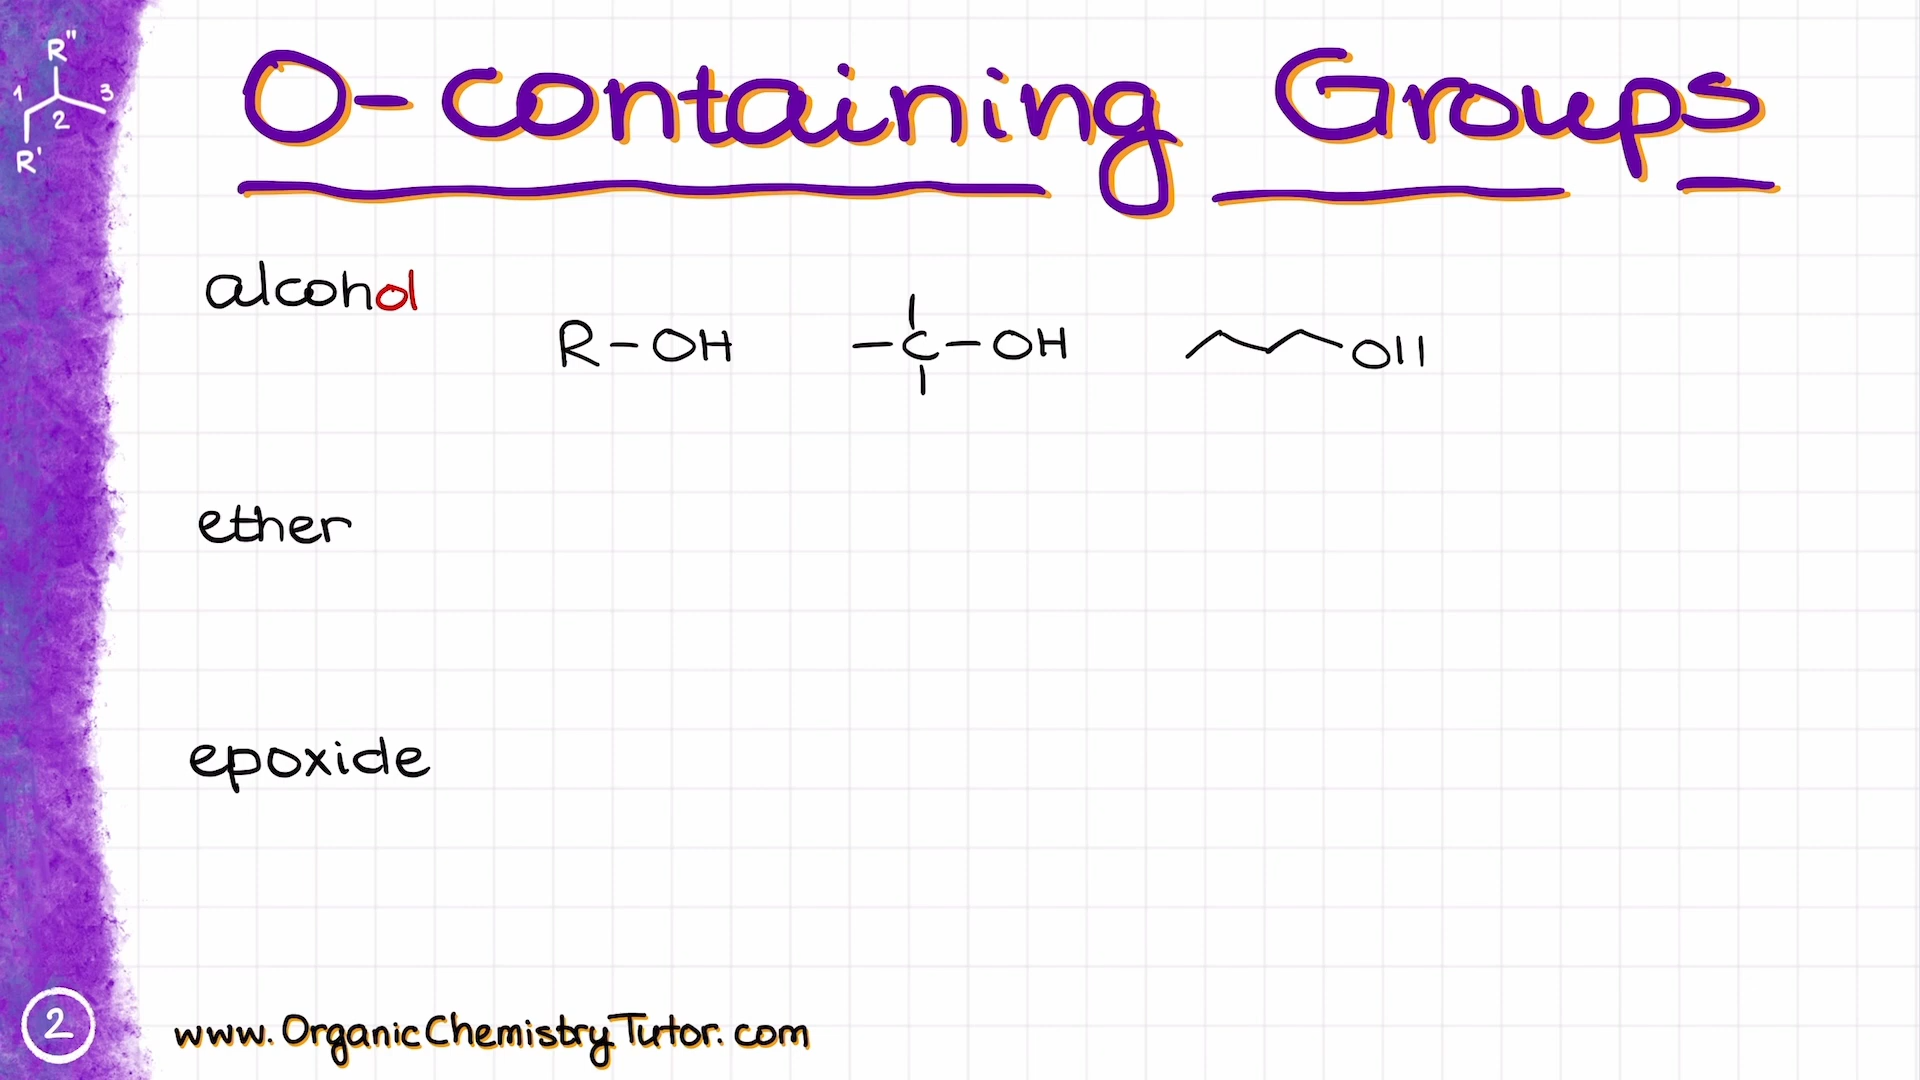 R"
1 3
2
R'
O-containing Groups
alcohol
R-OH -C-OH OH
ether
epoxide
2
www.OrganicChemistryTutor.com